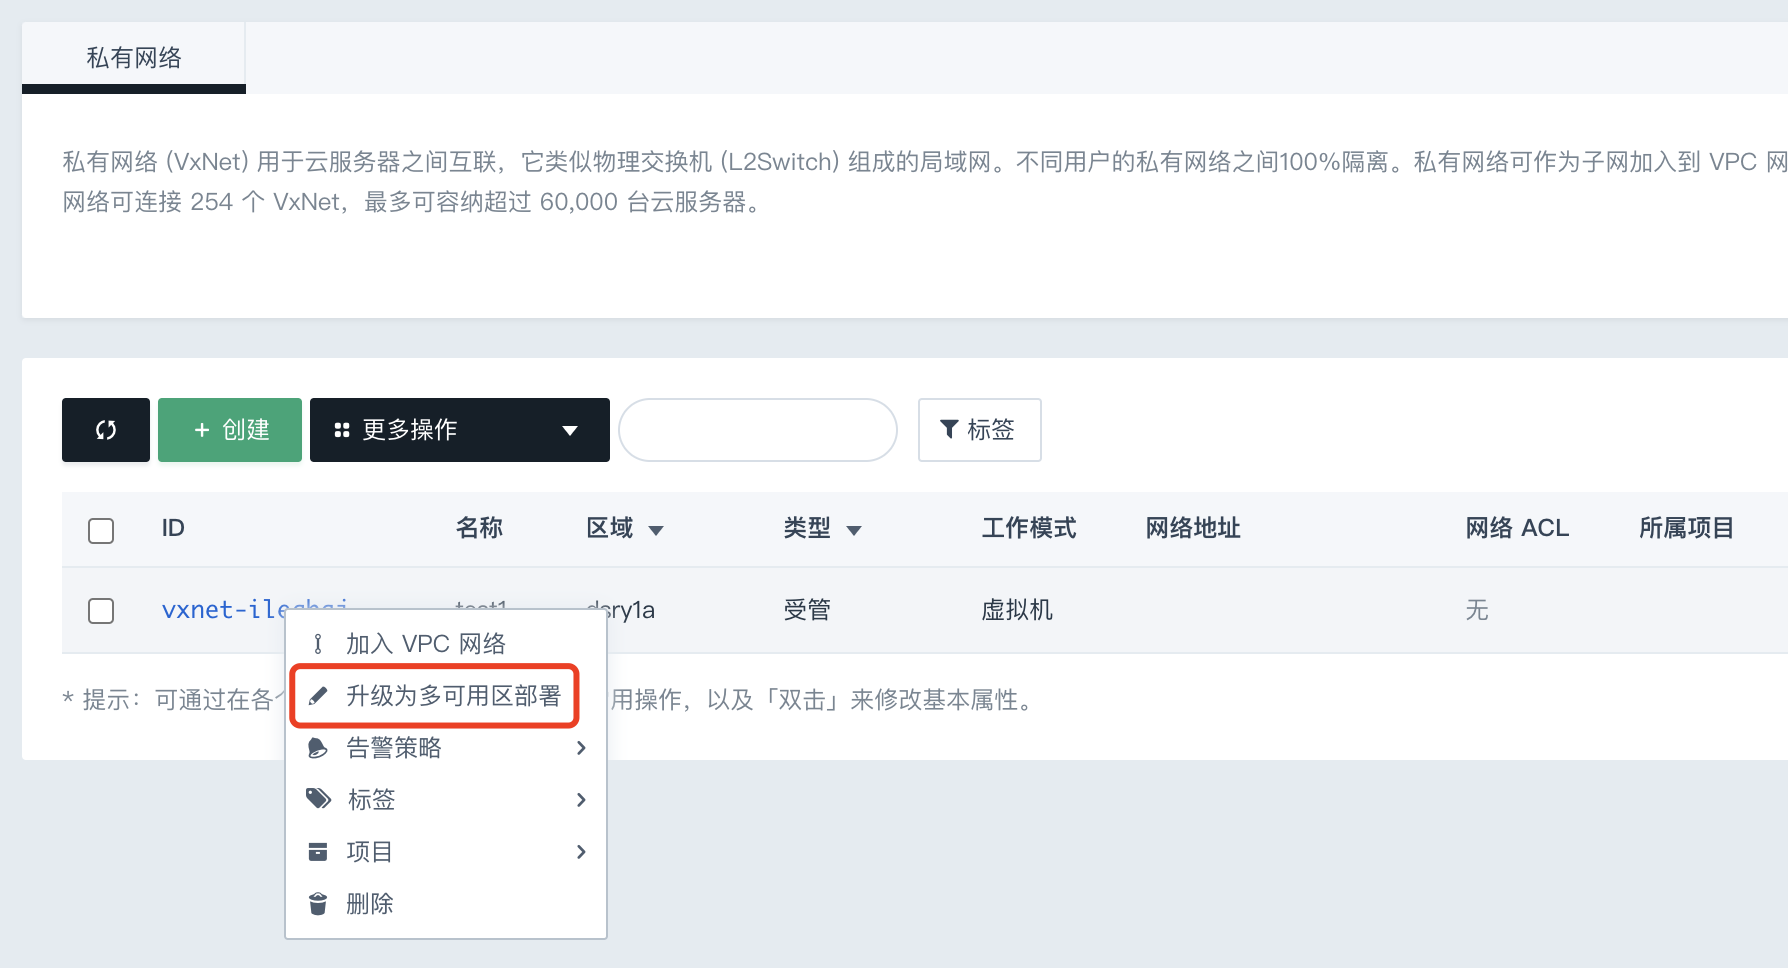 私有网络
私有网络 (VxNet) 用于云服务器之间互联，它类似物理交换机 (L2Switch) 组成的局域网。不同用户的私有网络之间100%隔离。私有网络可作为子网加入到 VPC 网
网络可连接 254 个 VxNet，最多可容纳超过 60,000 台云服务器。
+ 创建
更多操作
标签
ID 名称 区域 类型 工作模式 网络地址 网络 ACL 所属项目
受管 虚拟机 无
加入 VPC 网络
升级为多可用区部署
* 提示：可通过在各 用操作，以及「双击」来修改基本属性。
告警策略
标签
项目
删除